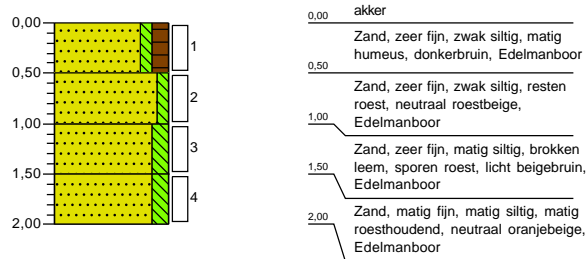 0,00
0,50
1,00
1,50
2,00
1
2
3
4
akker
0,00
Zand, zeer fijn, zwak siltig, matig
humeus, donkerbruin, Edelmanboor
0,50
Zand, zeer fijn, zwak siltig, resten
roest, neutraal roestbeige,
Edelmanboor
1,00
Zand, zeer fijn, matig siltig, brokken
leem, sporen roest, licht beigebruin,
Edelmanboor
1,50
Zand, matig fijn, matig siltig, matig
roesthoudend, neutraal oranjebeige,
Edelmanboor
2,00